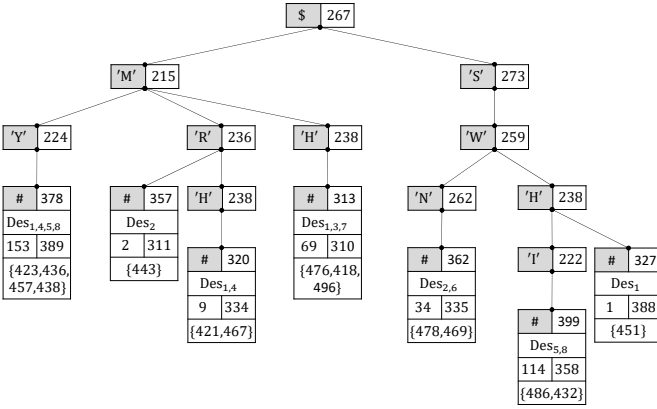 $ 267
'M' 215
'S' 273
'Y' 224
'R' 236
'H' 238
'W' 259
# 378
Des1,4,5,8
153 389
{423,436,
457,438}
# 357
Des2
2 311
{443}
'H' 238
# 320
Des1,4
9 334
{421,467}
# 313
Des1,3,7
69 310
{476,418,
496}
'N' 262
# 362
Des2,6
34 335
{478,469}
'H' 238
'I' 222
# 399
Des5,8
114 358
{486,432}
# 327
Des1
1 388
{451}